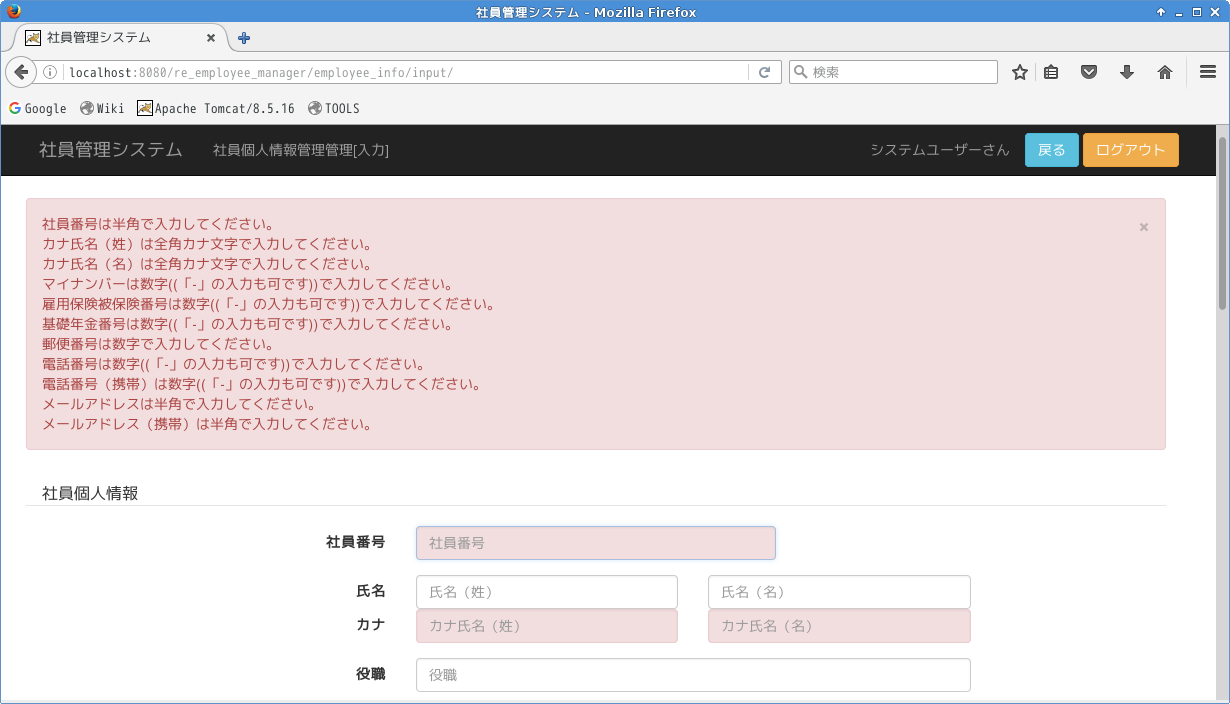 社員管理システム - Mozilla Firefox
社員管理システム
localhost:8080/re_employee_manager/employee_info/input/
検索
Google Wiki Apache Tomcat/8.5.16 TOOLS
社員管理システム 社員個人情報管理管理[入力] システムユーザーさん 戻る ログアウト
社員番号は半角で入力してください。
カナ氏名（姓）は全角カナ文字で入力してください。
カナ氏名（名）は全角カナ文字で入力してください。
マイナンバーは数字((「-」の入力も可です))で入力してください。
雇用保険被保険番号は数字((「-」の入力も可です))で入力してください。
基礎年金番号は数字((「-」の入力も可です))で入力してください。
郵便番号は数字で入力してください。
電話番号は数字((「-」の入力も可です))で入力してください。
電話番号（携帯）は数字((「-」の入力も可です))で入力してください。
メールアドレスは半角で入力してください。
メールアドレス（携帯）は半角で入力してください。
社員個人情報
社員番号 社員番号
氏名 氏名（姓） 氏名（名）
カナ カナ氏名（姓） カナ氏名（名）
役職 役職